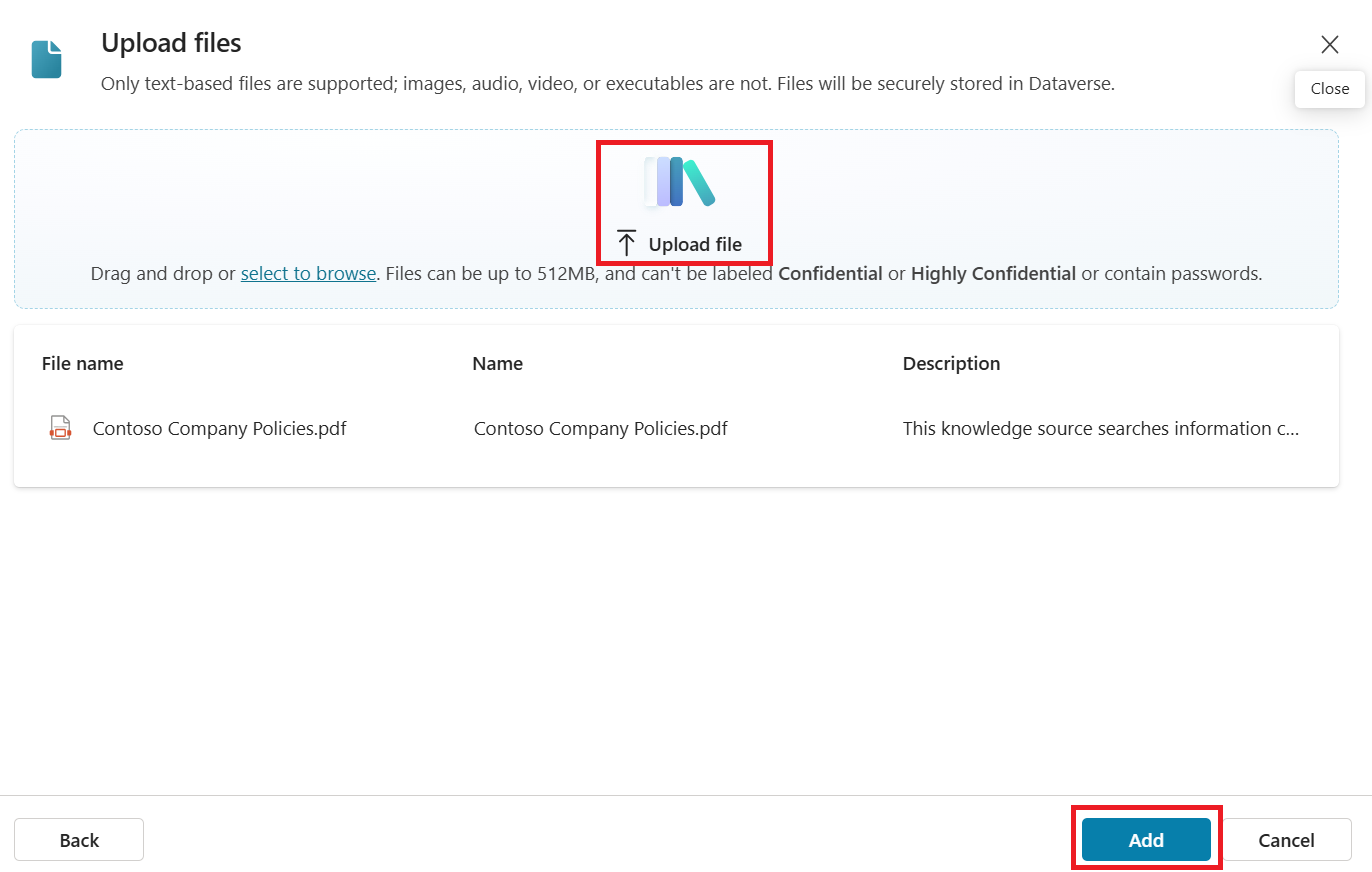 Upload files
Only text-based files are supported; images, audio, video, or executables are not. Files will be securely stored in Dataverse.
Close
Upload file
Drag and drop or select to browse. Files can be up to 512MB, and can't be labeled Confidential or Highly Confidential or contain passwords.
File name Name Description
Contoso Company Policies.pdf Contoso Company Policies.pdf This knowledge source searches information c...
Back Add Cancel